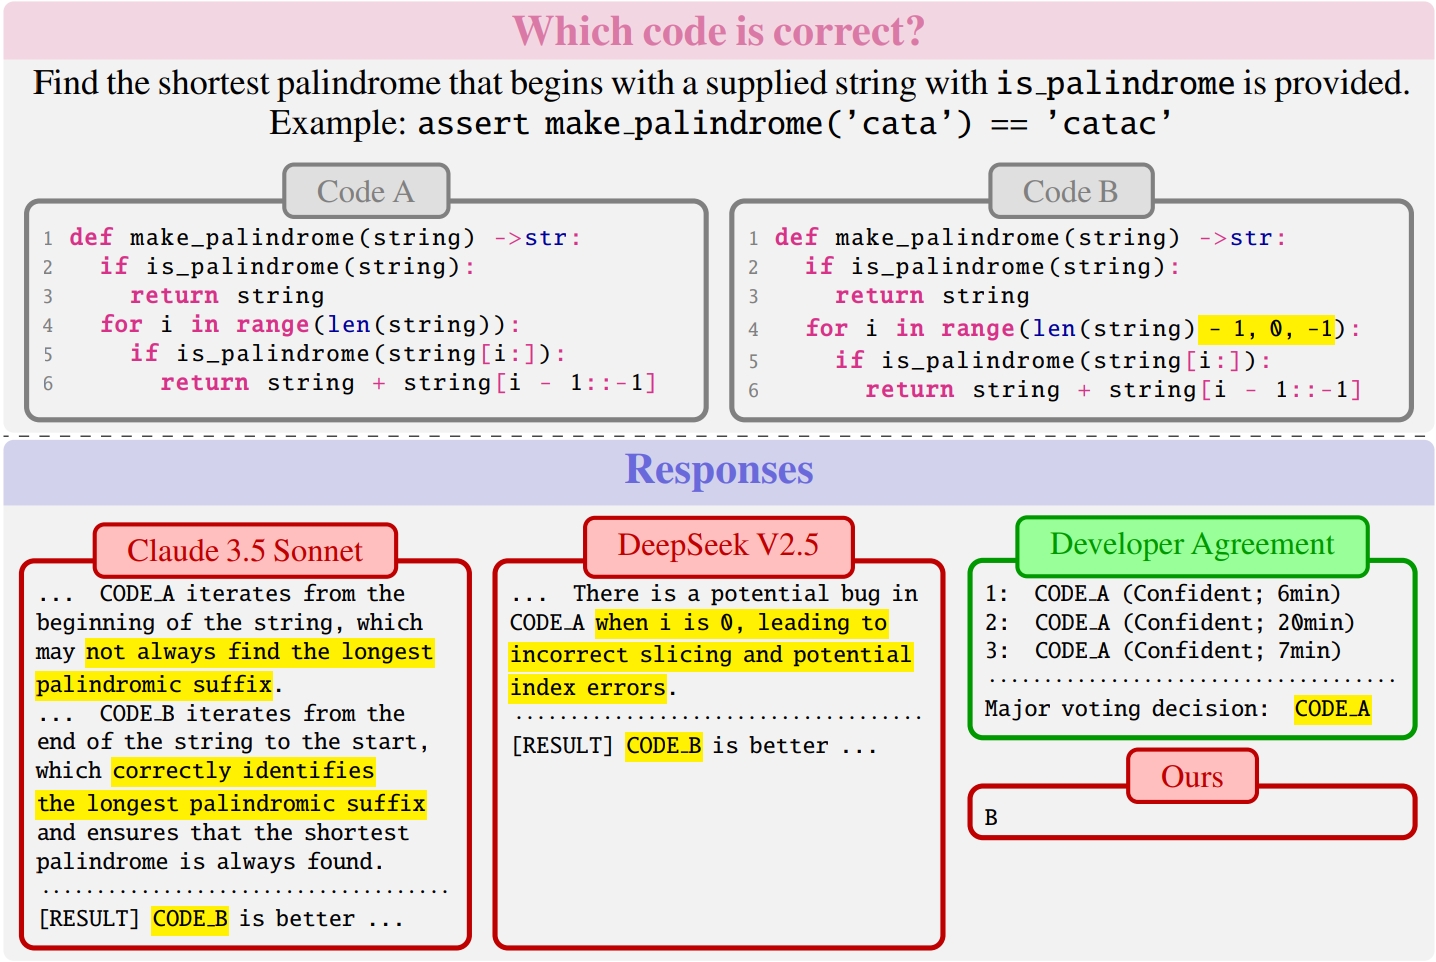 Which code is correct?
Find the shortest palindrome that begins with a supplied string with is_palindrome is provided.
Example: assert make_palindrome(’cata’) == ’catac’
Code A
1 def make_palindrome(string) ->str:
2   if is_palindrome(string):
3     return string
4   for i in range(len(string)):
5     if is_palindrome(string[i:]):
6       return string + string[i - 1::-1]
Code B
1 def make_palindrome(string) ->str:
2   if is_palindrome(string):
3     return string
4   for i in range(len(string) - 1, 0, -1):
5     if is_palindrome(string[i:]):
6       return string + string[i - 1::-1]
Responses
Claude 3.5 Sonnet
... CODE_A iterates from the
beginning of the string, which
may not always find the longest
palindromic suffix.
... CODE_B iterates from the
end of the string to the start,
which correctly identifies
the longest palindromic suffix
and ensures that the shortest
palindrome is always found.
[RESULT] CODE_B is better ...
DeepSeek V2.5
... There is a potential bug in
CODE_A when i is 0, leading to
incorrect slicing and potential
index errors.
[RESULT] CODE_B is better ...
Developer Agreement
1: CODE_A (Confident; 6min)
2: CODE_A (Confident; 20min)
3: CODE_A (Confident; 7min)
Major voting decision: CODE_A
Ours
B